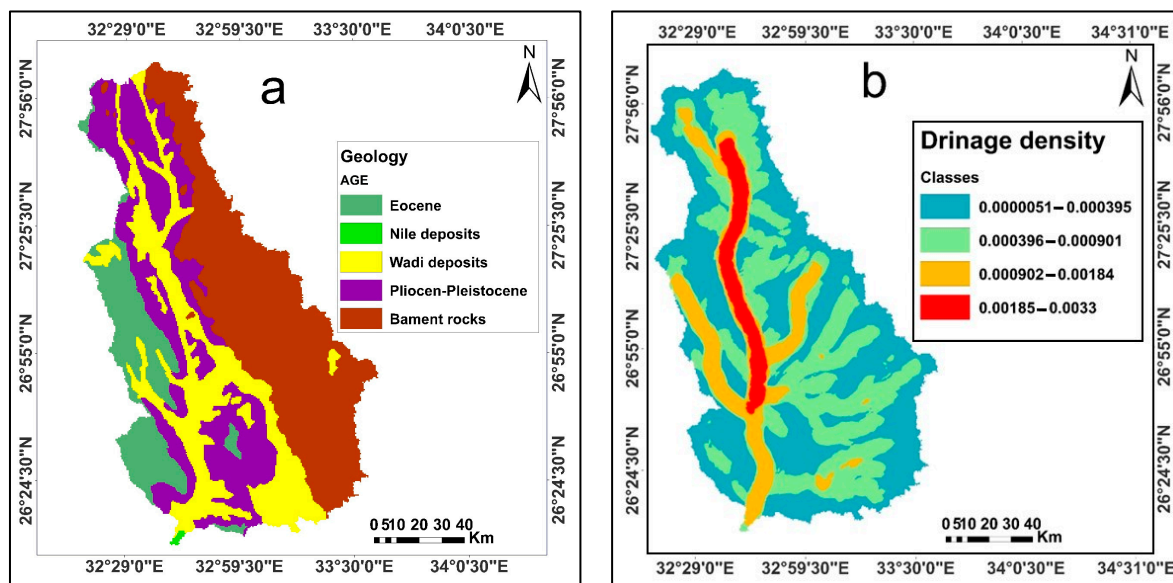 32°29'0"E 32°59'30"E 33°30'0"E 34°0'30"E
a
N
27°56'0"N
27°25'30"N
26°55'0"N
26°24'30"N
27°56'0"N
27°25'30"N
26°55'0"N
26°24'30"N
Geology
AGE
Eocene
Nile deposits
Wadi deposits
Pliocen-Pleistocene
Bament rocks
0 510 20 30 40
Km
32°29'0"E 32°59'30"E 33°30'0"E 34°0'30"E
32°29'0"E 32°59'30"E 33°30'0"E 34°0'30"E 34°31'0"E
b
N
27°56'0"N
27°25'30"N
26°55'0"N
26°24'30"N
27°56'0"N
27°25'30"N
26°55'0"N
26°24'30"N
Drinage density
Classes
0.0000051–0.000395
0.000396–0.000901
0.000902–0.00184
0.00185–0.0033
0 510 20 30 40
Km
32°29'0"E 32°59'30"E 33°30'0"E 34°0'30"E 34°31'0"E